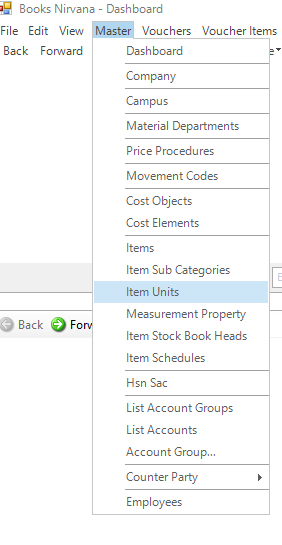 Books Nirvana - Dashboard
File Edit View Master Vouchers Voucher Items
Back Forward
Dashboard
Company
Campus
Material Departments
Price Procedures
Movement Codes
Cost Objects
Cost Elements
Items
Item Sub Categories
Item Units
Measurement Property
Item Stock Book Heads
Item Schedules
Back Forw
Hsn Sac
List Account Groups
List Accounts
Account Group...
Counter Party
Employees